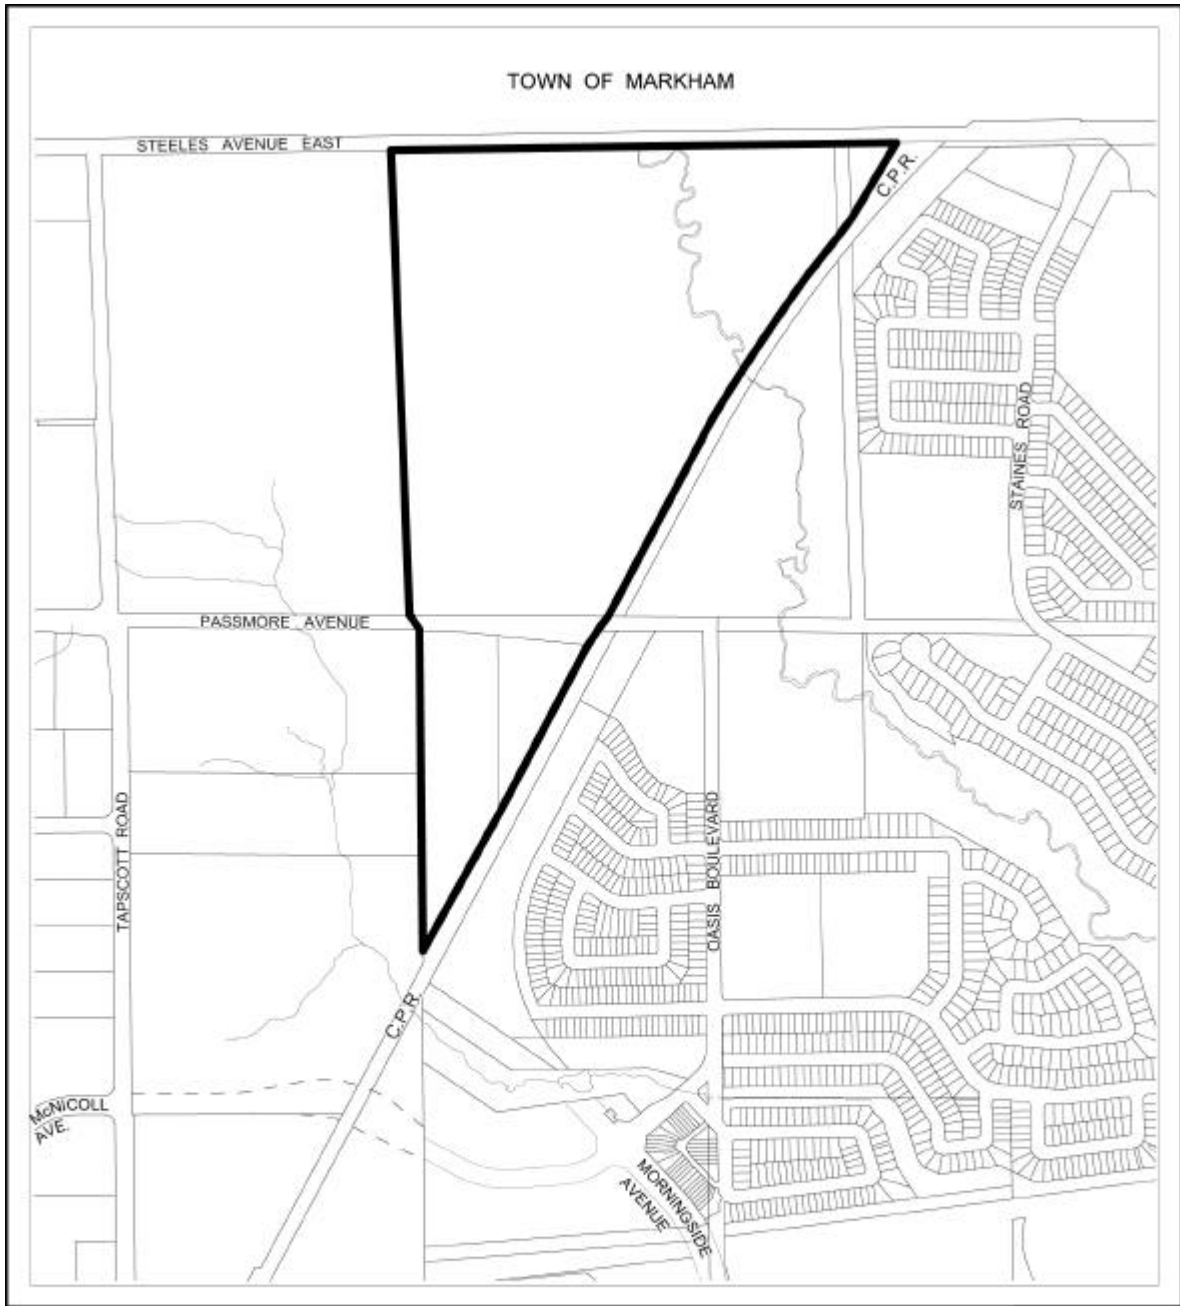 TOWN OF MARKHAM
STEELES AVENUE EAST
C.P.R.
STAINES ROAD
PASSMORE AVENUE
TAPSCOTT ROAD
OASIS BOULEVARD
C.P.R.
McNICOLL
AVE.
MORNINGSIDE
AVENUE